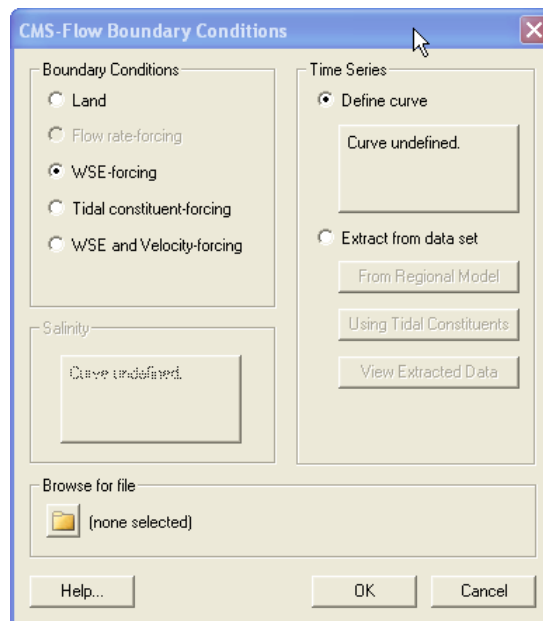 CMS-Flow Boundary Conditions
Boundary Conditions
Land
Flow rate-forcing
WSE-forcing
Tidal constituent-forcing
WSE and Velocity-forcing
Salinity
Curve undefined.
Time Series
Define curve
Curve undefined.
Extract from data set
From Regional Model
Using Tidal Constituents
View Extracted Data
Browse for file
(none selected)
Help...
OK
Cancel